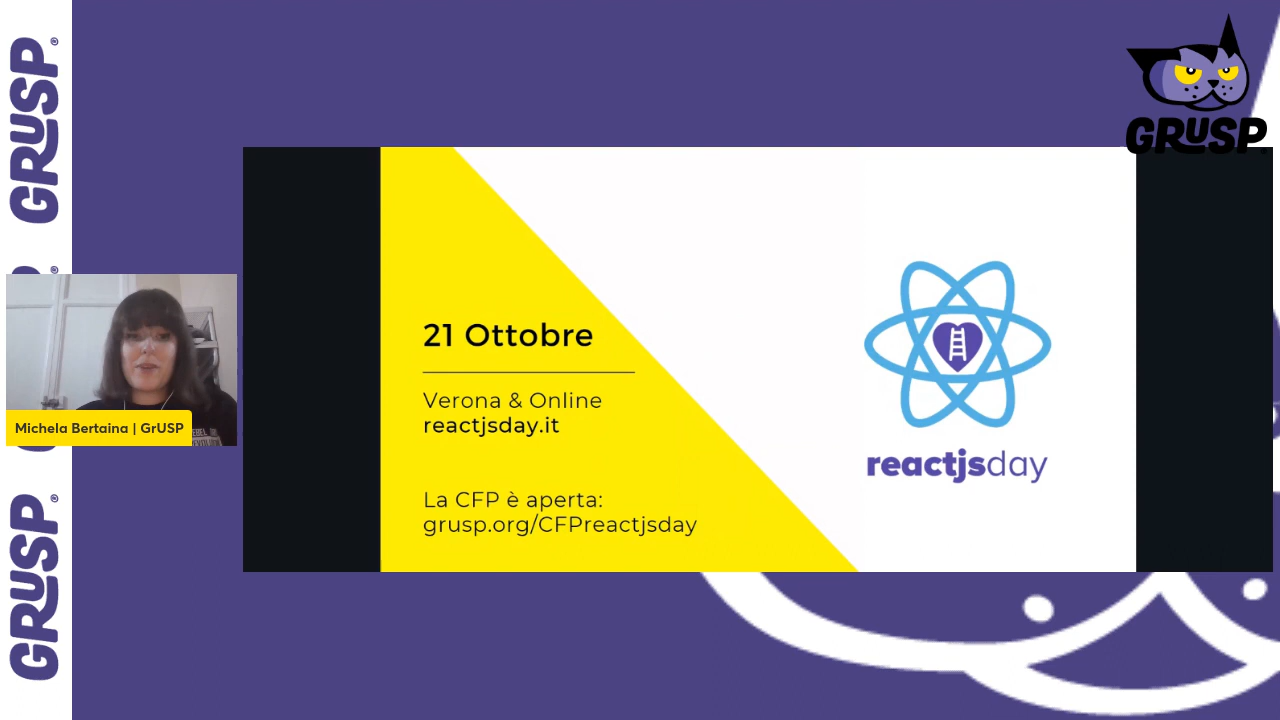 GRUSP
GRUSP
21 Ottobre
Verona & Online
reactjsday.it
La CFP è aperta:
grusp.org/CFPreactjsday
reactjsday
Michela Bertaina | GrUSP
GRUSP